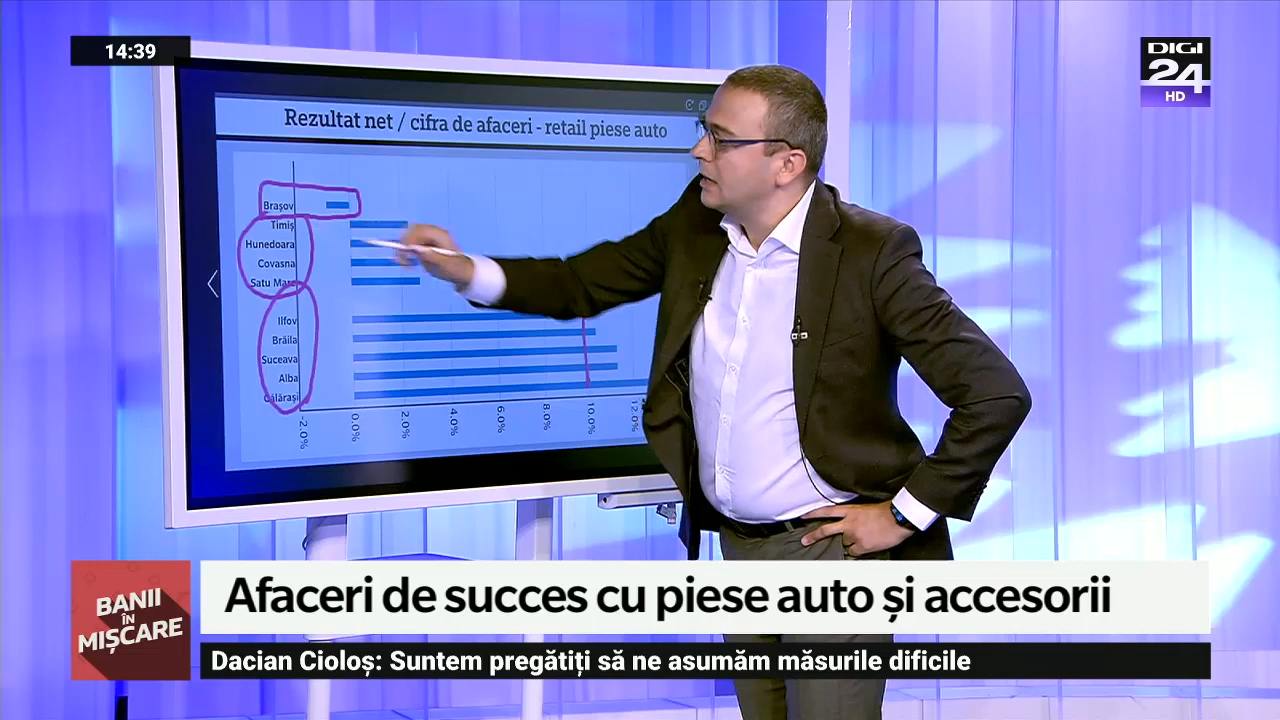 14:39
DIGI
24
HD
Rezultat net / cifra de afaceri - retail piese auto
Brașov
Timiș
Hunedoara
Covasna
Satu Mare
Ilfov
Brăila
Suceava
Alba
Călărași
-2.0%
0.0%
2.0%
4.0%
6.0%
8.0%
10.0%
12.0%
BANII
ÎN
MIȘCARE
Afaceri de succes cu piese auto și accesorii
Dacian Cioloș: Suntem pregătiți să ne asumăm măsurile dificile